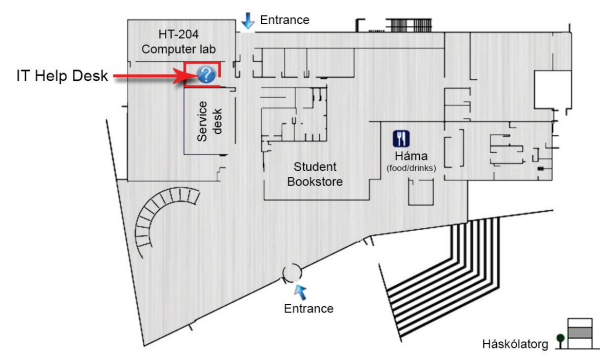 Entrance
HT-204
Computer lab
IT Help Desk
?
Service
desk
Student
Bookstore
Háma
(food/drinks)
Entrance
Háskólatorg